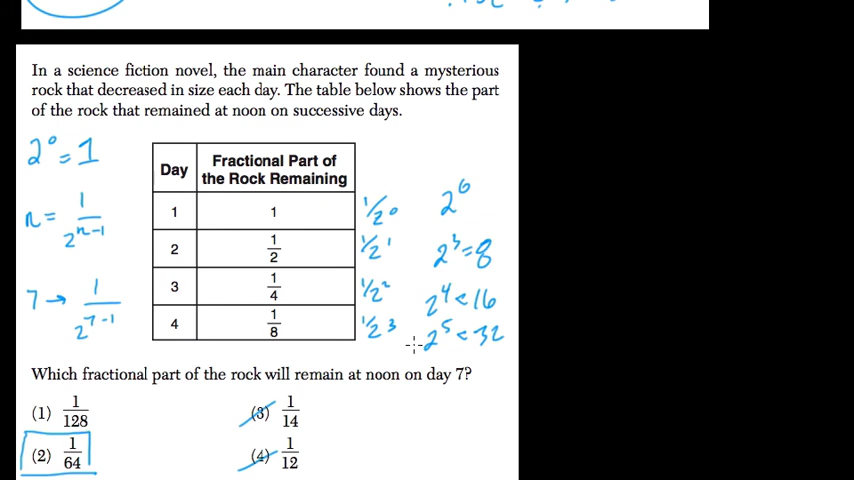 In a science fiction novel, the main character found a mysterious
rock that decreased in size each day. The table below shows the part
of the rock that remained at noon on successive days.
2⁰ = 1
n = 1/2ⁿ⁻¹
7 → 1/2⁷⁻¹
Day Fractional Part of the Rock Remaining
1 1 1/2⁰
2 1/2 1/2¹
3 1/4 1/2²
4 1/8 1/2³
2⁶
2³=8
2⁴<16
2⁵<32
Which fractional part of the rock will remain at noon on day 7?
(1) 1/128 (3) 1/14
(2) 1/64 (4) 1/12